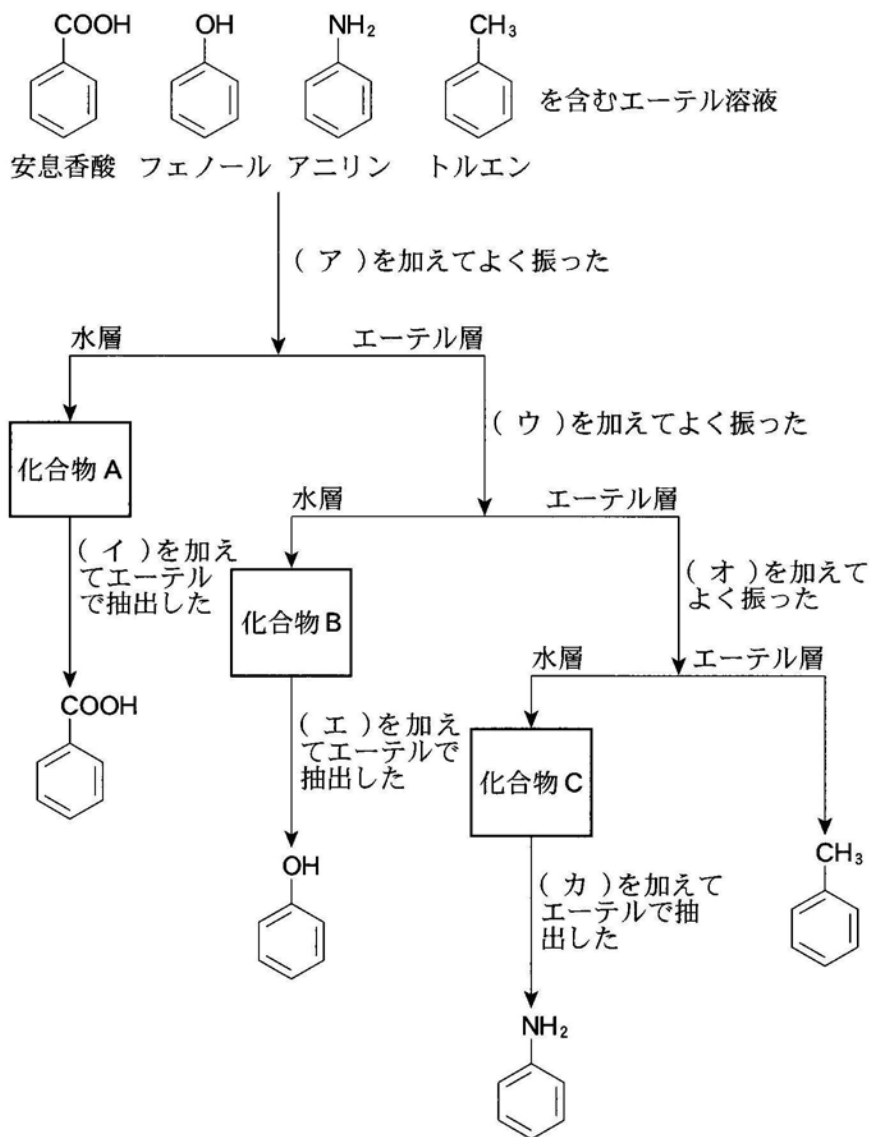 COOH
OH
NH₂
CH₃
を含むエーテル溶液
安息香酸 フェノール アニリン トルエン
( ア )を加えてよく振った
水層
エーテル層
化合物 A
( ウ )を加えてよく振った
水層
エーテル層
( イ )を加え
てエーテル
で抽出した
化合物 B
( オ )を加えて
よく振った
水層
エーテル層
COOH
( エ )を加え
てエーテルで
抽出した
化合物 C
OH
CH₃
( カ )を加えて
エーテルで抽
出した
NH₂